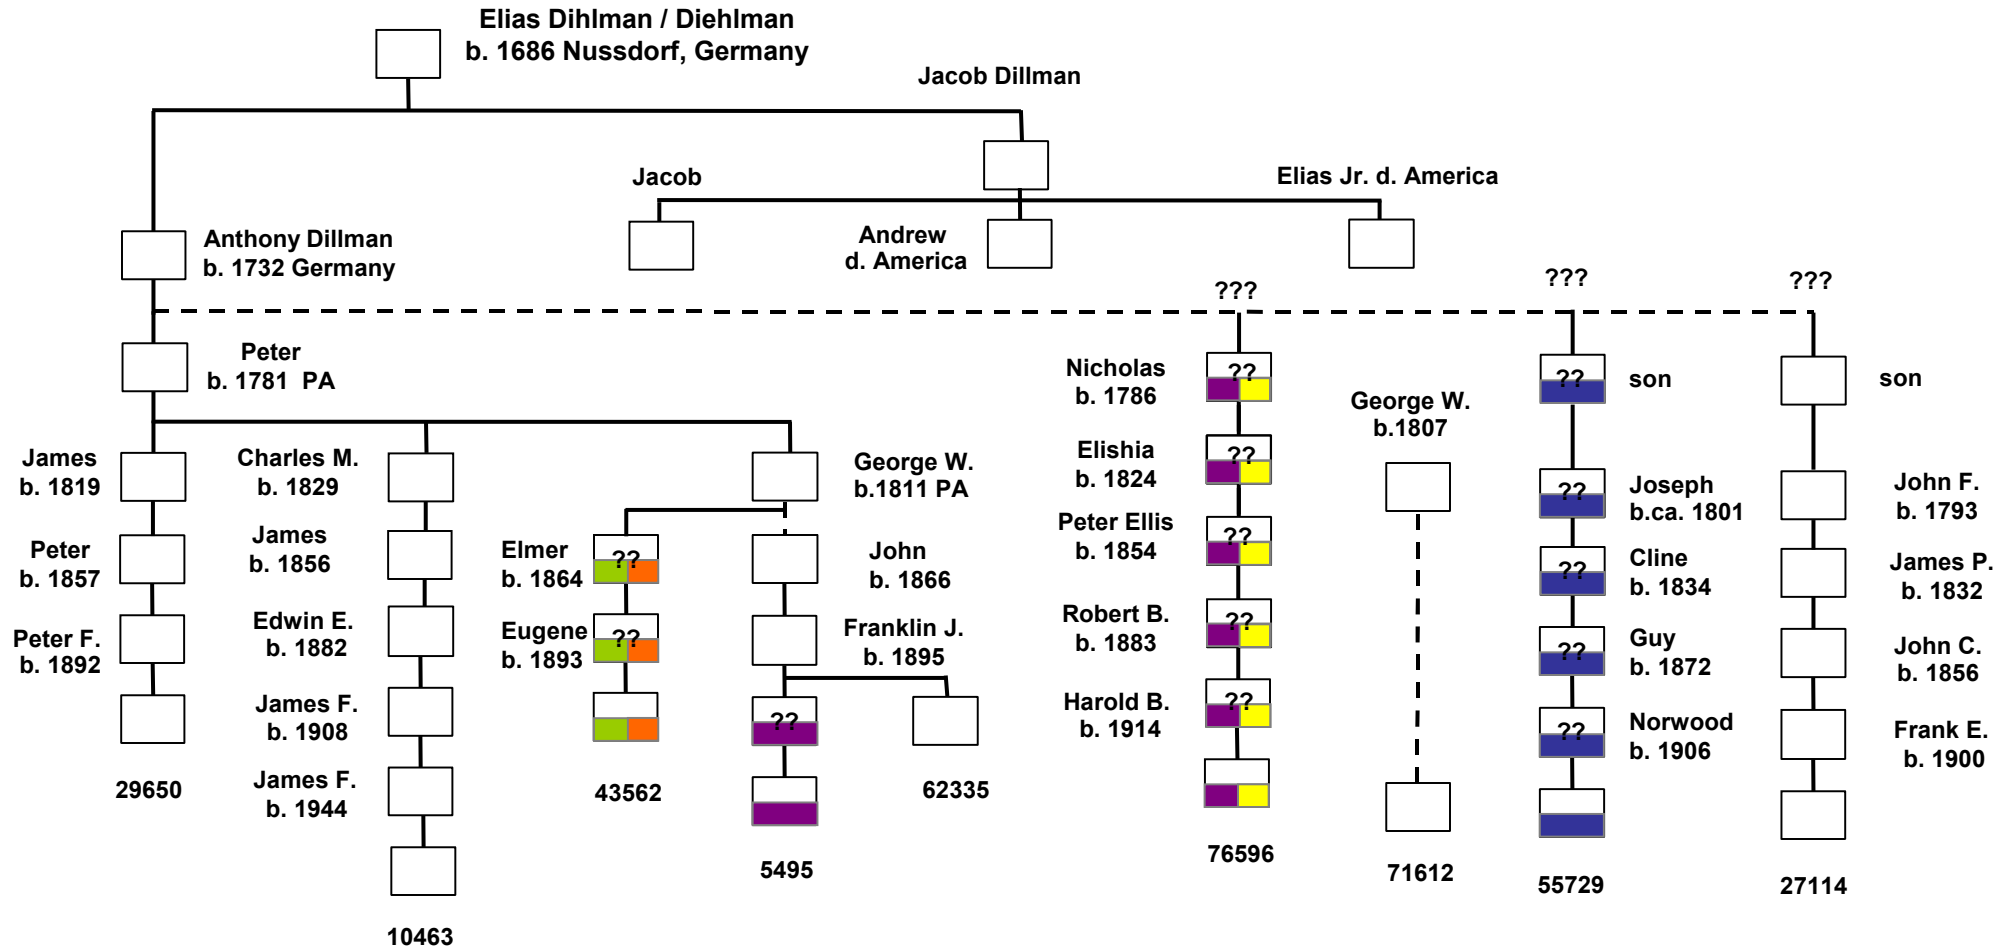 Elias Dihlman / Diehlman
b. 1686 Nussdorf, Germany
Jacob Dillman
Jacob
Elias Jr. d. America
Andrew
d. America
Anthony Dillman
b. 1732 Germany
???
???
???
Peter
b. 1781  PA
James
b. 1819
Peter
b. 1857
Peter F.
b. 1892
29650
Charles M.
b. 1829
James
b. 1856
Edwin E.
b. 1882
James F.
b. 1908
James F.
b. 1944
10463
George W.
b.1811 PA
Elmer
b. 1864
??
Eugene
b. 1893
??
43562
John
b. 1866
Franklin J.
b. 1895
??
5495
62335
Nicholas
b. 1786
??
Elishia
b. 1824
??
Peter Ellis
b. 1854
??
Robert B.
b. 1883
??
Harold B.
b. 1914
??
76596
George W.
b.1807
71612
??
son
??
Joseph
b.ca. 1801
??
Cline
b. 1834
??
Guy
b. 1872
??
Norwood
b. 1906
55729
son
John F.
b. 1793
James P.
b. 1832
John C.
b. 1856
Frank E.
b. 1900
27114